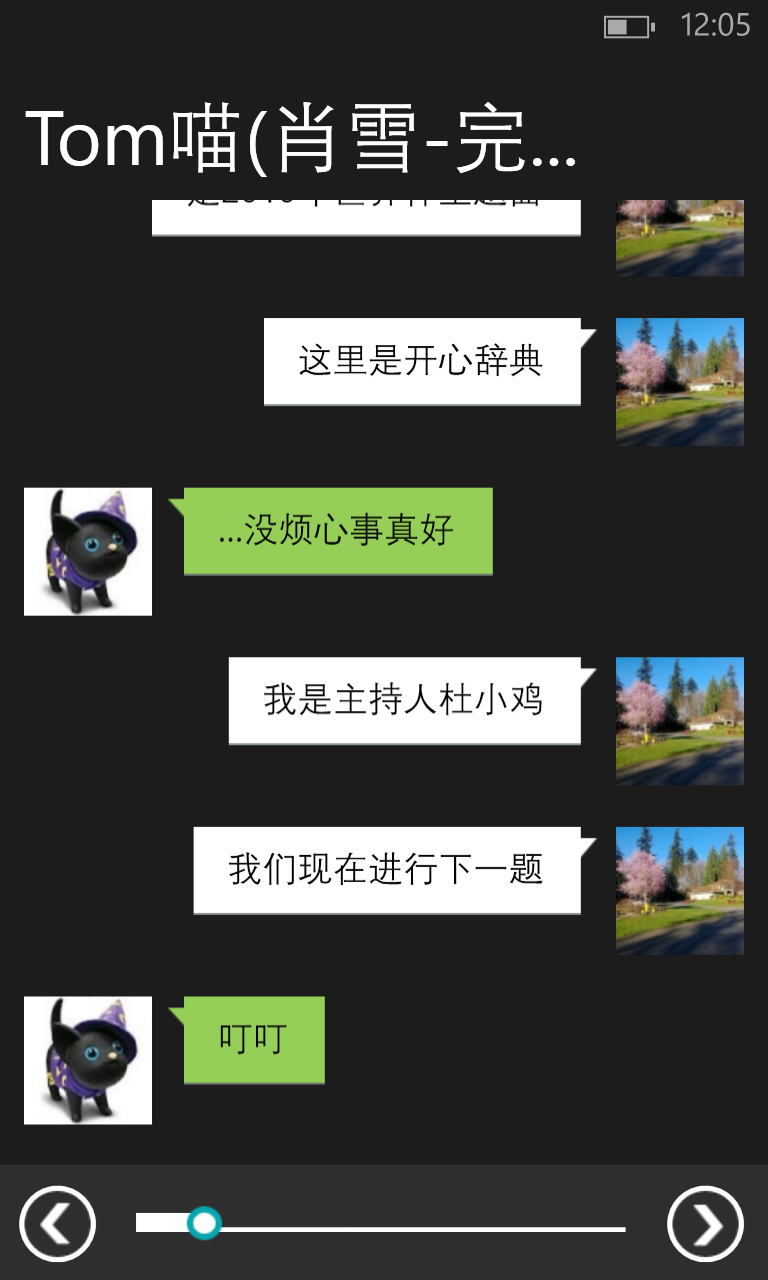 12:05
Tom喵(肖雪-完...
这里是开心辞典
...没烦心事真好
我是主持人杜小鸡
我们现在进行下一题
叮叮